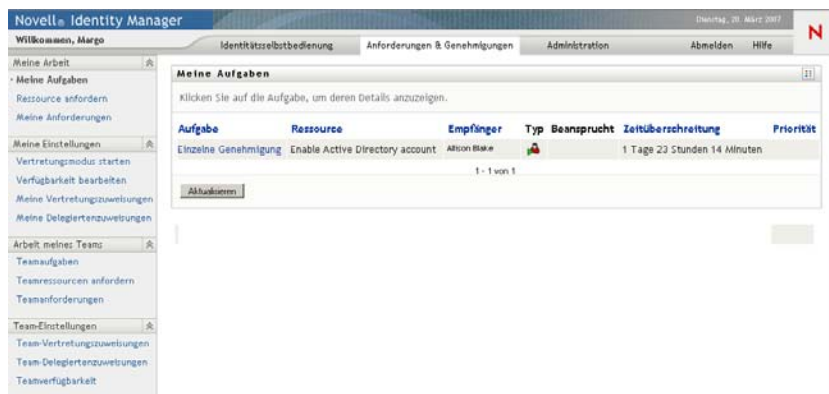 Novell® Identity Manager
Dienstag, 20. März 2007
Willkommen, Margo
Identitätsselbstbedienung
Anforderungen & Genehmigungen
Administration
Abmelden
Hilfe
N
Meine Arbeit
Meine Aufgaben
Ressource anfordern
Meine Anforderungen
Meine Einstellungen
Vertretungsmodus starten
Verfügbarkeit bearbeiten
Meine Vertretungszuweisungen
Meine Delegiertenzuweisungen
Arbeit meines Teams
Teamaufgaben
Teamressourcen anfordern
Teamanforderungen
Team-Einstellungen
Team-Vertretungszuweisungen
Team-Delegiertenzuweisungen
Teamverfügbarkeit
Meine Aufgaben
Klicken Sie auf die Aufgabe, um deren Details anzuzeigen.
Aufgabe Ressource Empfänger Typ Beansprucht Zeitüberschreitung Priorität
Einzelne Genehmigung Enable Active Directory account Allison Blake 1 Tage 23 Stunden 14 Minuten
1 - 1 von 1
Aktualisieren